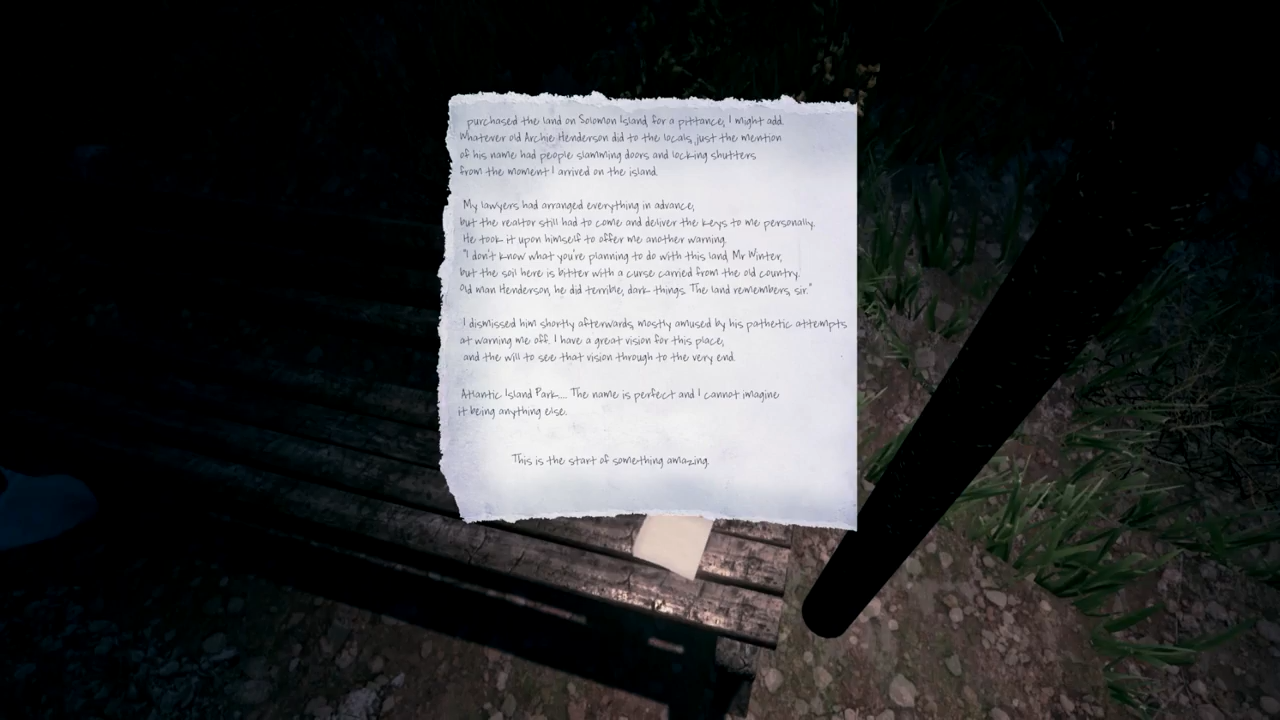 purchased the land on Solomon Island, for a pittance, I might add.
Whatever old Archie Henderson did to the locals, just the mention
of his name had people slamming doors and locking shutters
from the moment I arrived on the island.
My lawyers had arranged everything in advance,
but the realtor still had to come and deliver the keys to me personally.
He took it upon himself to offer me another warning.
"I don't know what you're planning to do with this land, Mr Winter,
but the soil here is bitter with a curse carried from the old country.
Old man Henderson, he did terrible, dark things. The land remembers, sir."
I dismissed him shortly afterwards, mostly amused by his pathetic attempts
at warning me off. I have a great vision for this place,
and the will to see that vision through to the very end.
Atlantic Island Park.... The name is perfect and I cannot imagine
it being anything else.
This is the start of something amazing.